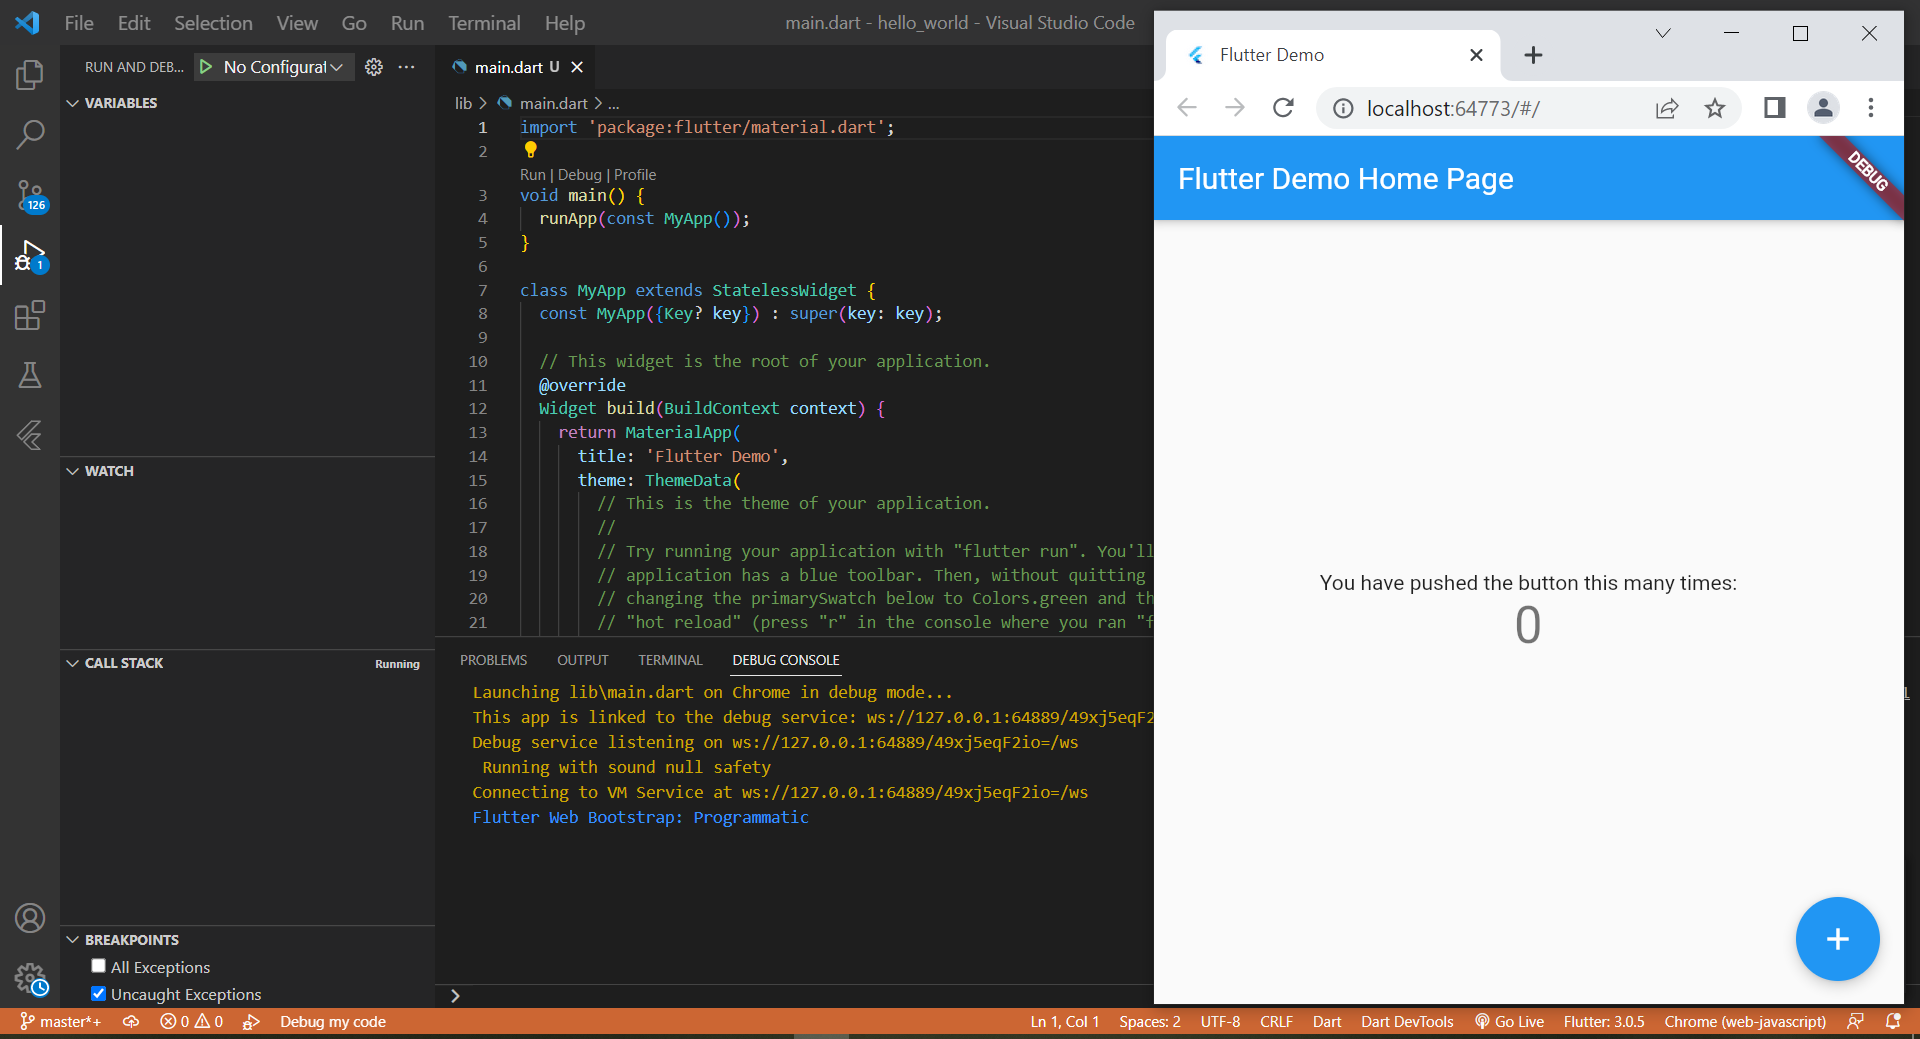 File Edit Selection View Go Run Terminal Help
main.dart - hello_world - Visual Studio Code
RUN AND DEB... No Configurat
VARIABLES
126
1
WATCH
CALL STACK Running
BREAKPOINTS
All Exceptions
Uncaught Exceptions
main.dart U
lib > main.dart > ...
1 import 'package:flutter/material.dart';
2
Run | Debug | Profile
3 void main() {
4 runApp(const MyApp());
5 }
6
7 class MyApp extends StatelessWidget {
8 const MyApp({Key? key}) : super(key: key);
9
10 // This widget is the root of your application.
11 @override
12 Widget build(BuildContext context) {
13 return MaterialApp(
14 title: 'Flutter Demo',
15 theme: ThemeData(
16 // This is the theme of your application.
17 //
18 // Try running your application with "flutter run". You'll
19 // application has a blue toolbar. Then, without quitting
20 // changing the primarySwatch below to Colors.green and th
21 // "hot reload" (press "r" in the console where you ran "f
PROBLEMS OUTPUT TERMINAL DEBUG CONSOLE
Launching lib\main.dart on Chrome in debug mode...
This app is linked to the debug service: ws://127.0.0.1:64889/49xj5eqF2
Debug service listening on ws://127.0.0.1:64889/49xj5eqF2io=/ws
Running with sound null safety
Connecting to VM Service at ws://127.0.0.1:64889/49xj5eqF2io=/ws
Flutter Web Bootstrap: Programmatic
Flutter Demo
localhost:64773/#/
Flutter Demo Home Page
DEBUG
You have pushed the button this many times:
0
master*+ 0 0 Debug my code Ln 1, Col 1 Spaces: 2 UTF-8 CRLF Dart Dart DevTools Go Live Flutter: 3.0.5 Chrome (web-javascript)